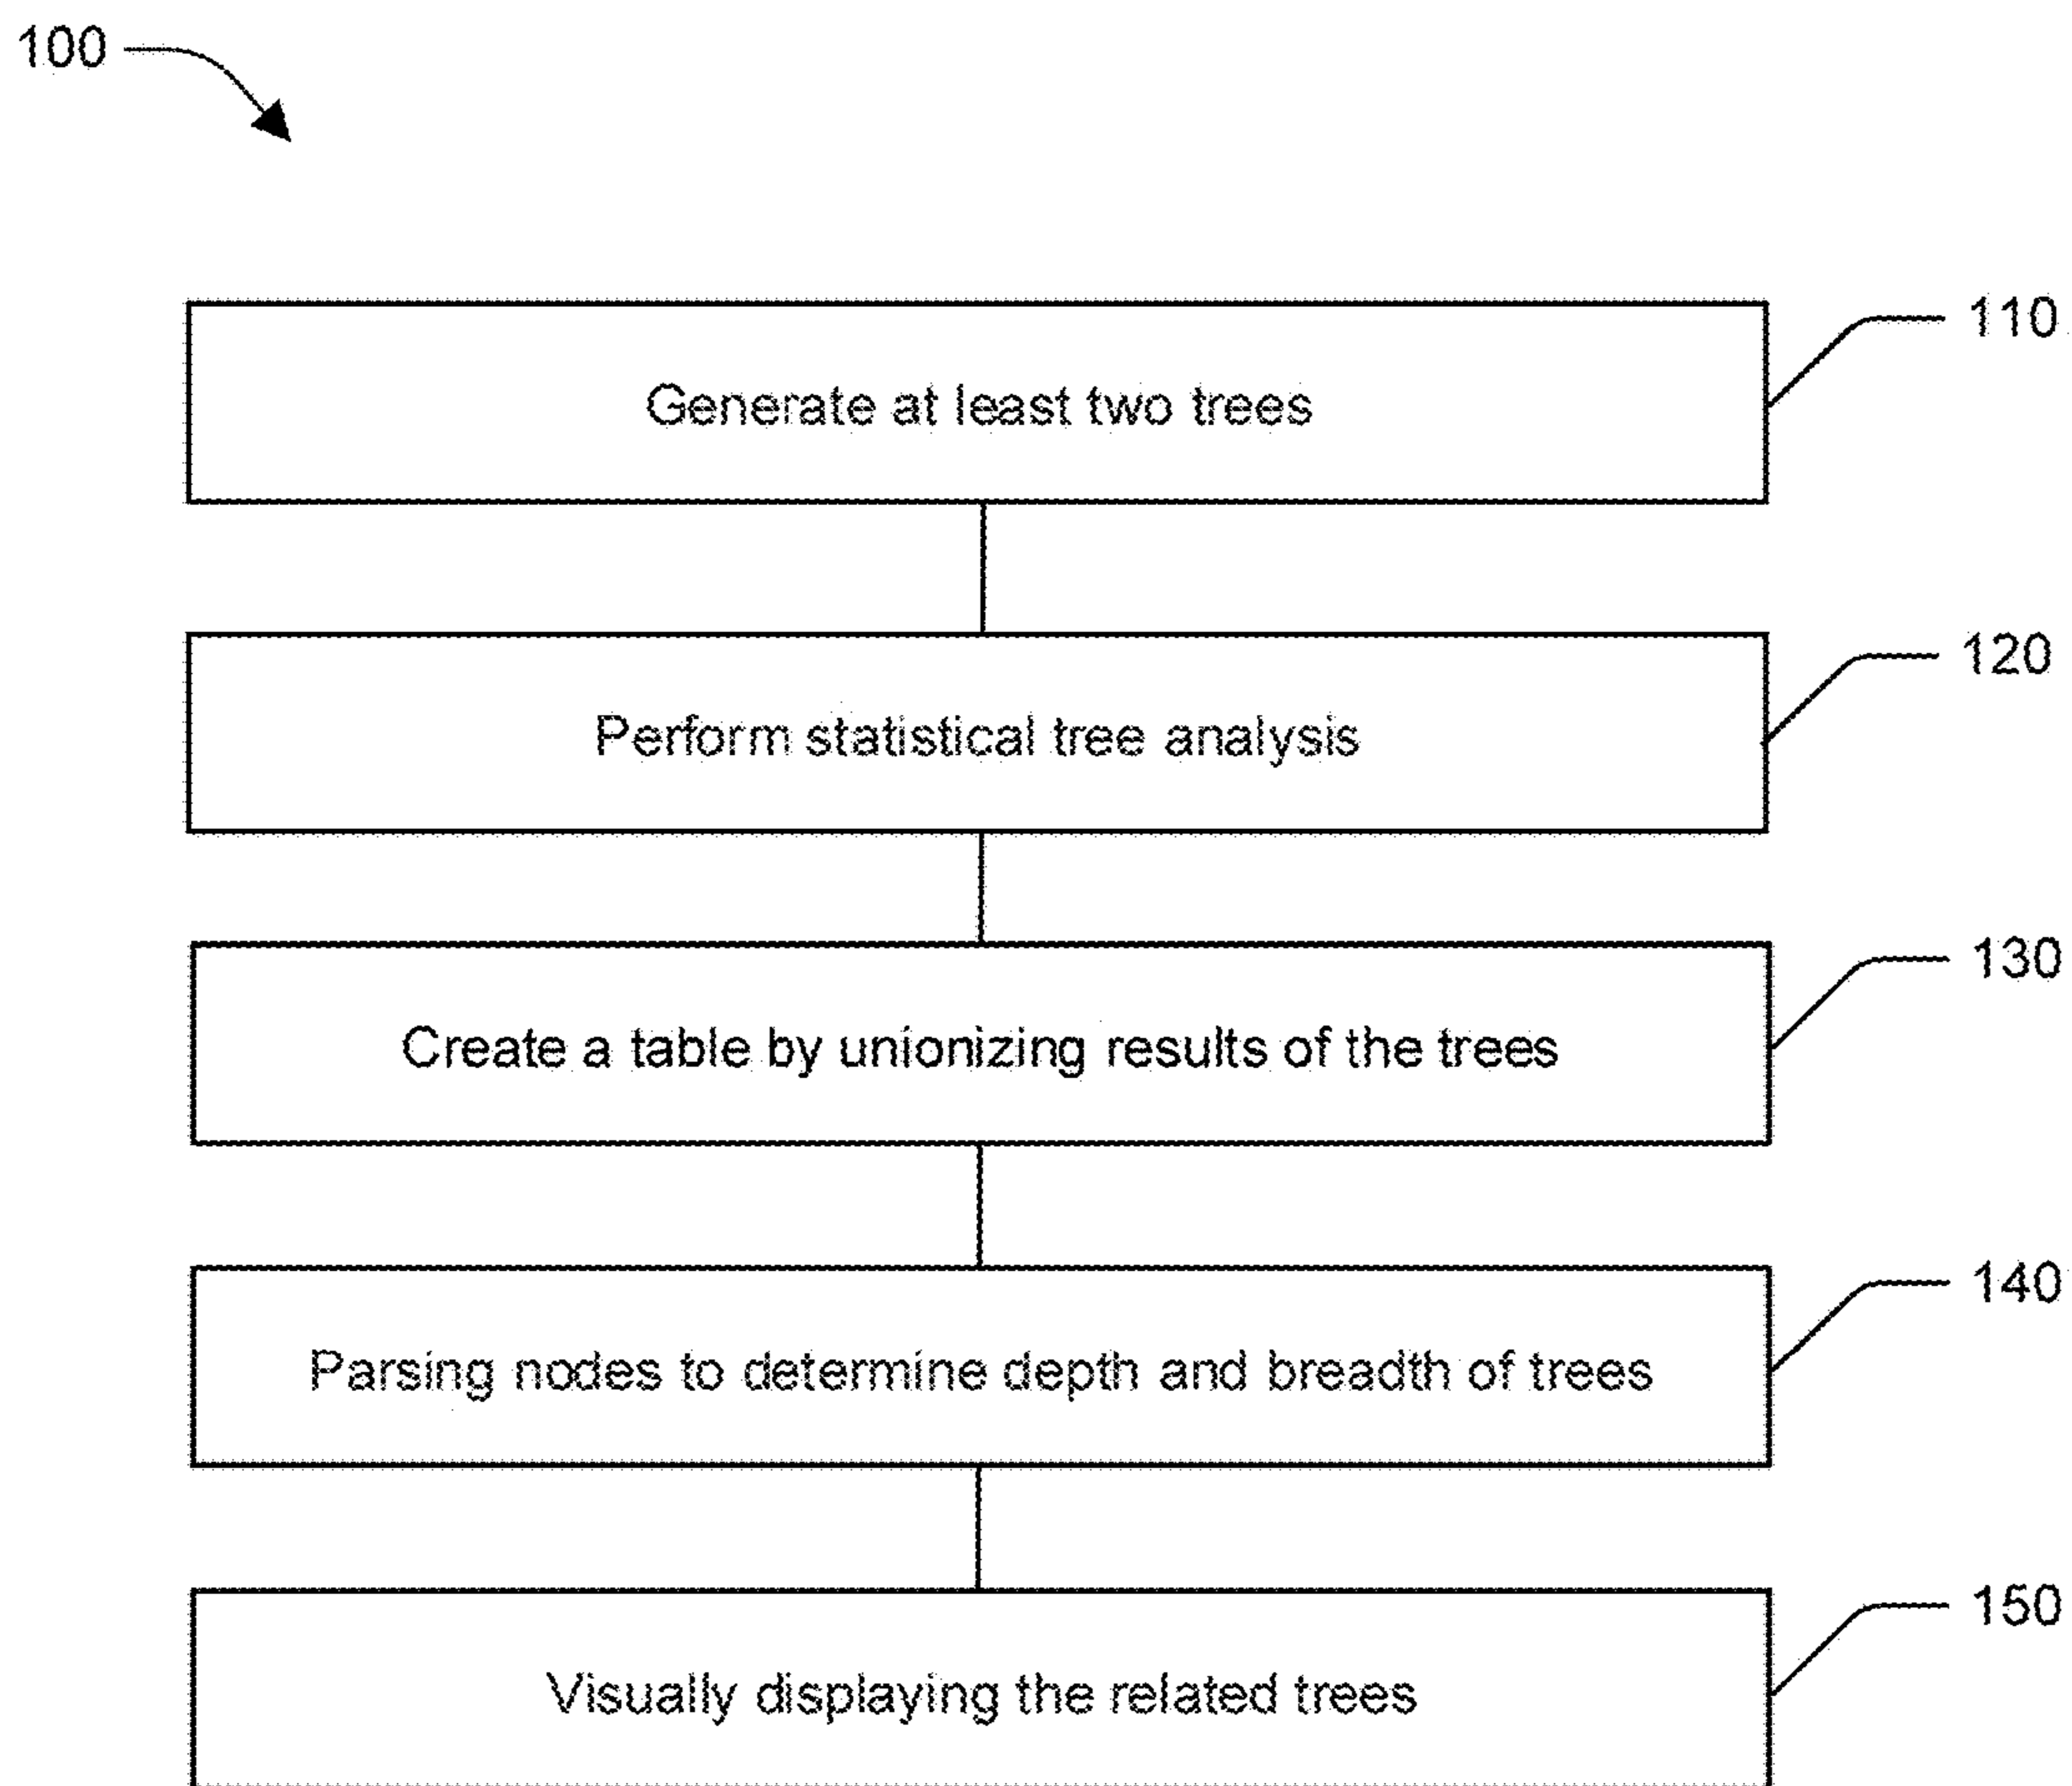 100
110
Generate at least two trees
120
Perform statistical tree analysis
130
Create a table by unionizing results of the trees
140
Parsing nodes to determine depth and breadth of trees
150
Visually displaying the related trees